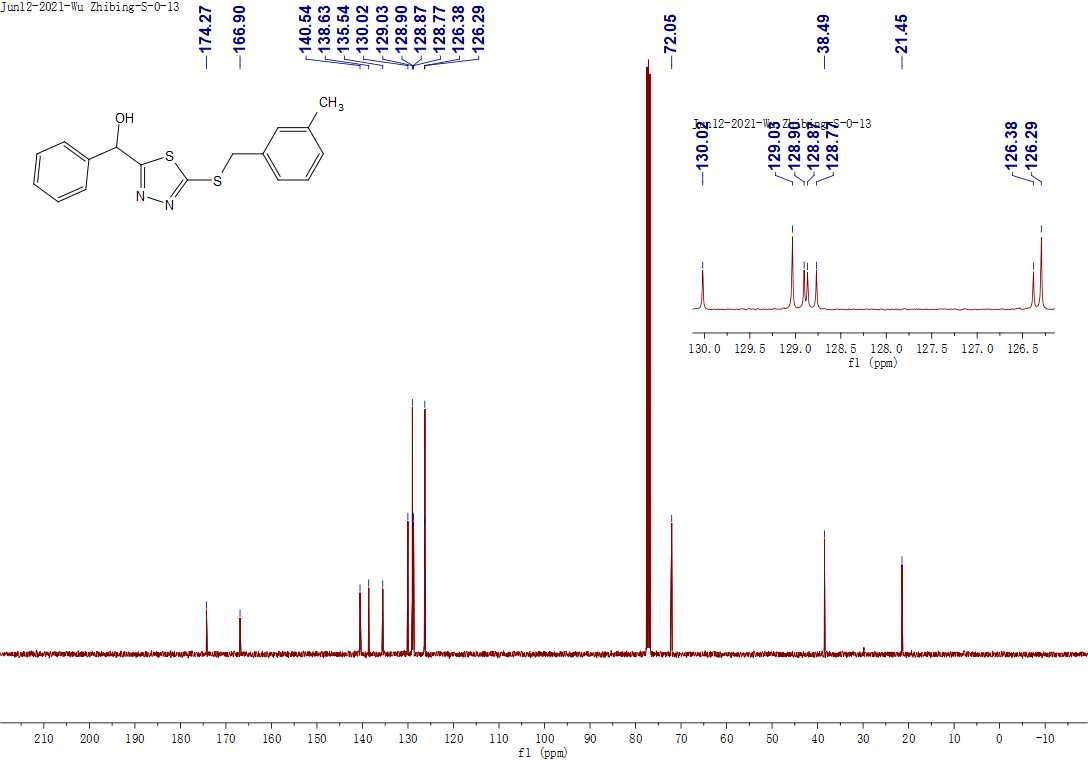 Jun12-2021-Wu Zhibing-S-O-13
174.27
166.90
140.54
138.63
135.54
130.02
129.03
128.90
128.87
128.77
126.38
126.29
72.05
38.49
21.45
OH
S
N
N
S
CH3
Jun12-2021-Wu Zhibing-S-O-13
130.02
129.03
128.90
128.87
128.77
126.38
126.29
130.0 129.5 129.0 128.5 128.0 127.5 127.0 126.5
f1 (ppm)
210 200 190 180 170 160 150 140 130 120 110 100 90 80 70 60 50 40 30 20 10 0 -10
f1 (ppm)